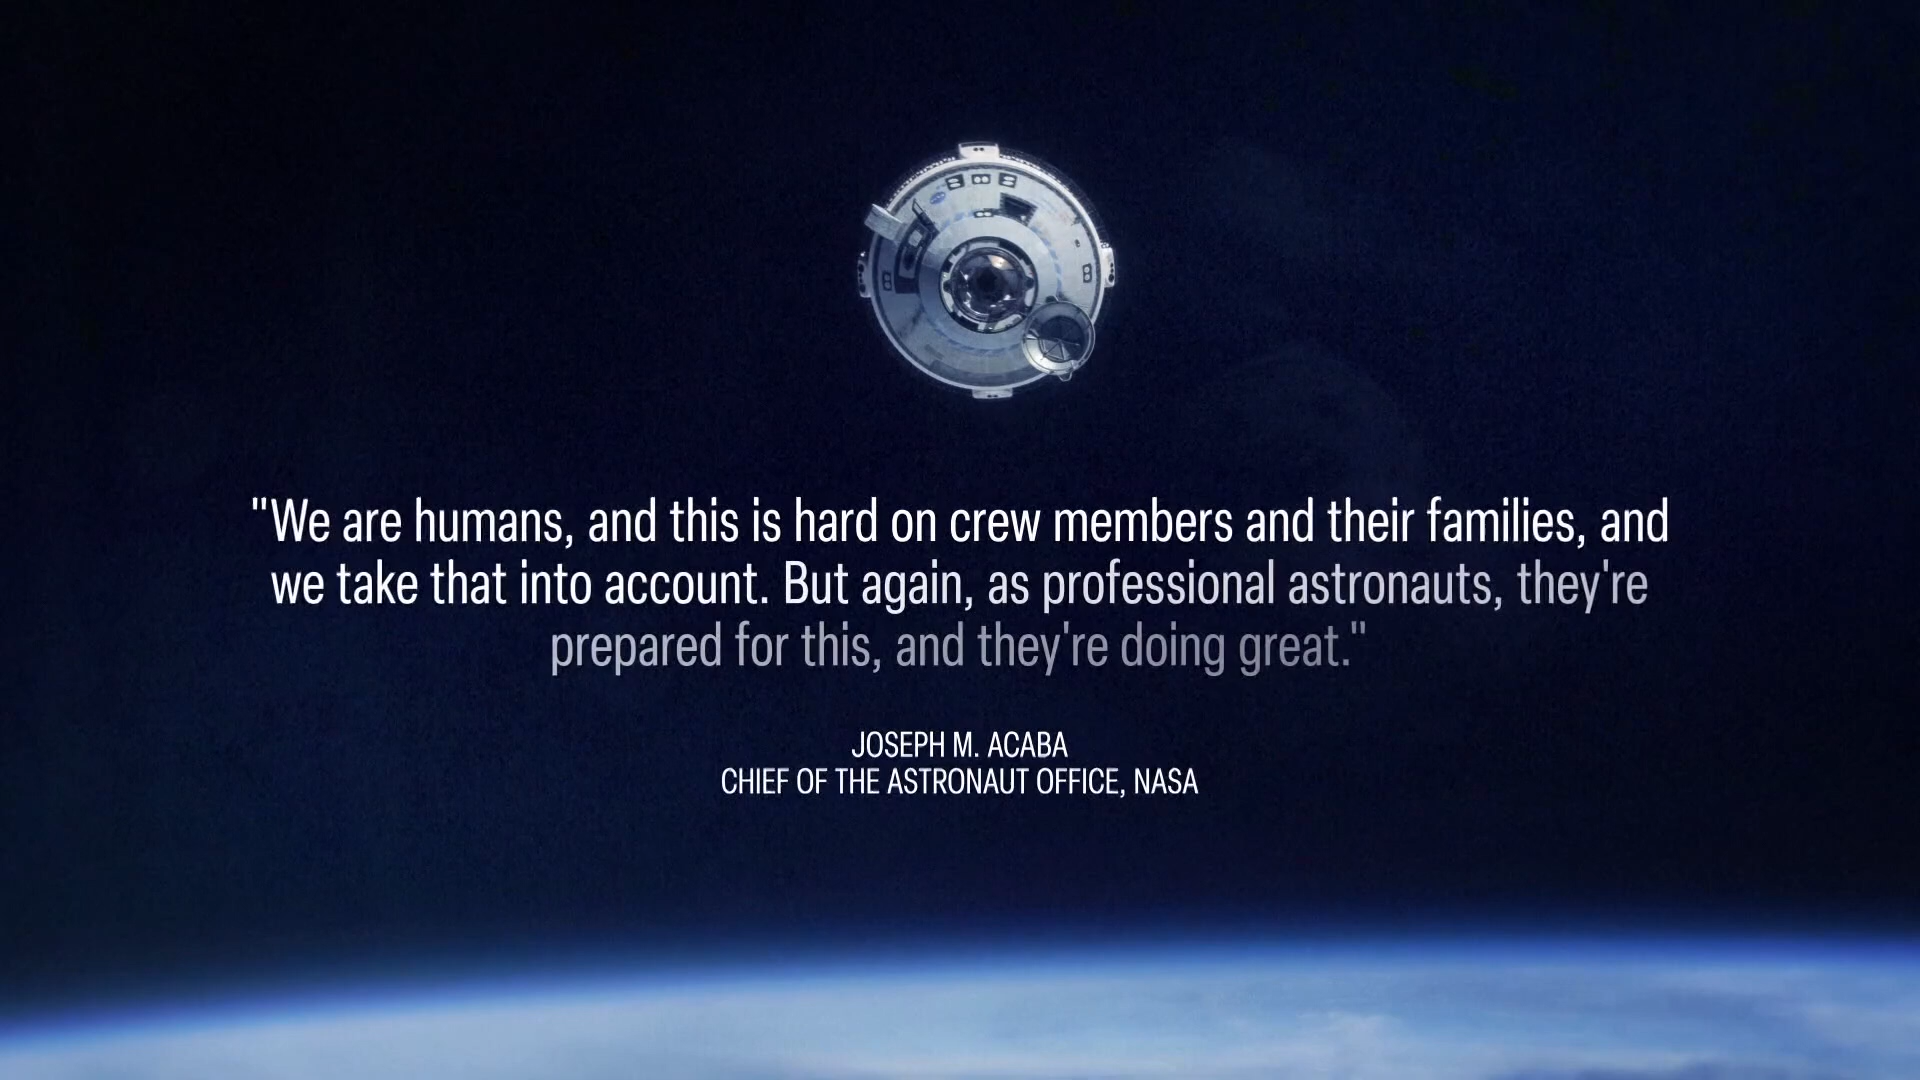 "We are humans, and this is hard on crew members and their families, and
we take that into account. But again, as professional astronauts, they're
prepared for this, and they're doing great."
JOSEPH M. ACABA
CHIEF OF THE ASTRONAUT OFFICE, NASA